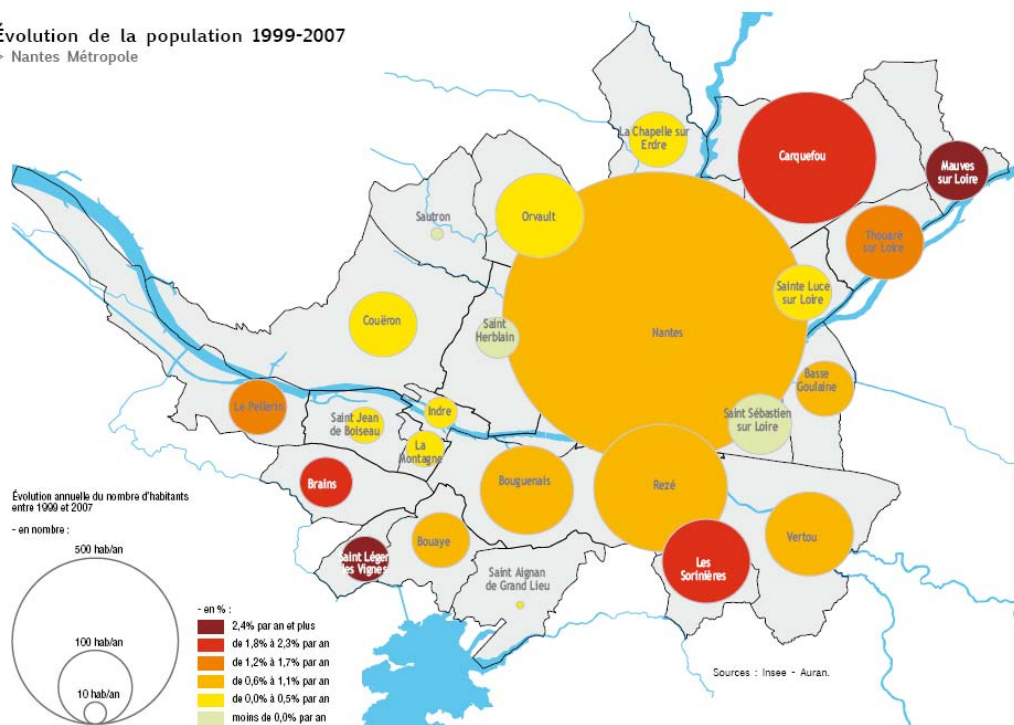 Évolution de la population 1999-2007
> Nantes Métropole
La Chapelle sur
Erdre
Carquefou
Mauves
sur Loire
Sautron
Orvault
Thouaré
sur Loire
Sainte Luce
sur Loire
Couëron
Saint
Herblain
Nantes
Basse
Goulaine
Le Pellerin
Saint Jean
de Boiseau
Indre
Saint Sébastien
sur Loire
La
Montagne
Brains
Bouguenais
Rezé
Vertou
Bouaye
Saint Léger
les Vignes
Les
Sorinières
Saint Aignan
de Grand Lieu
Évolution annuelle du nombre d'habitants
entre 1999 et 2007
- en nombre :
500 hab/an
100 hab/an
10 hab/an
- en % :
2,4% par an et plus
de 1,8% à 2,3% par an
de 1,2% à 1,7% par an
de 0,6% à 1,1% par an
de 0,0% à 0,5% par an
moins de 0,0% par an
Sources : Insee - Auran.